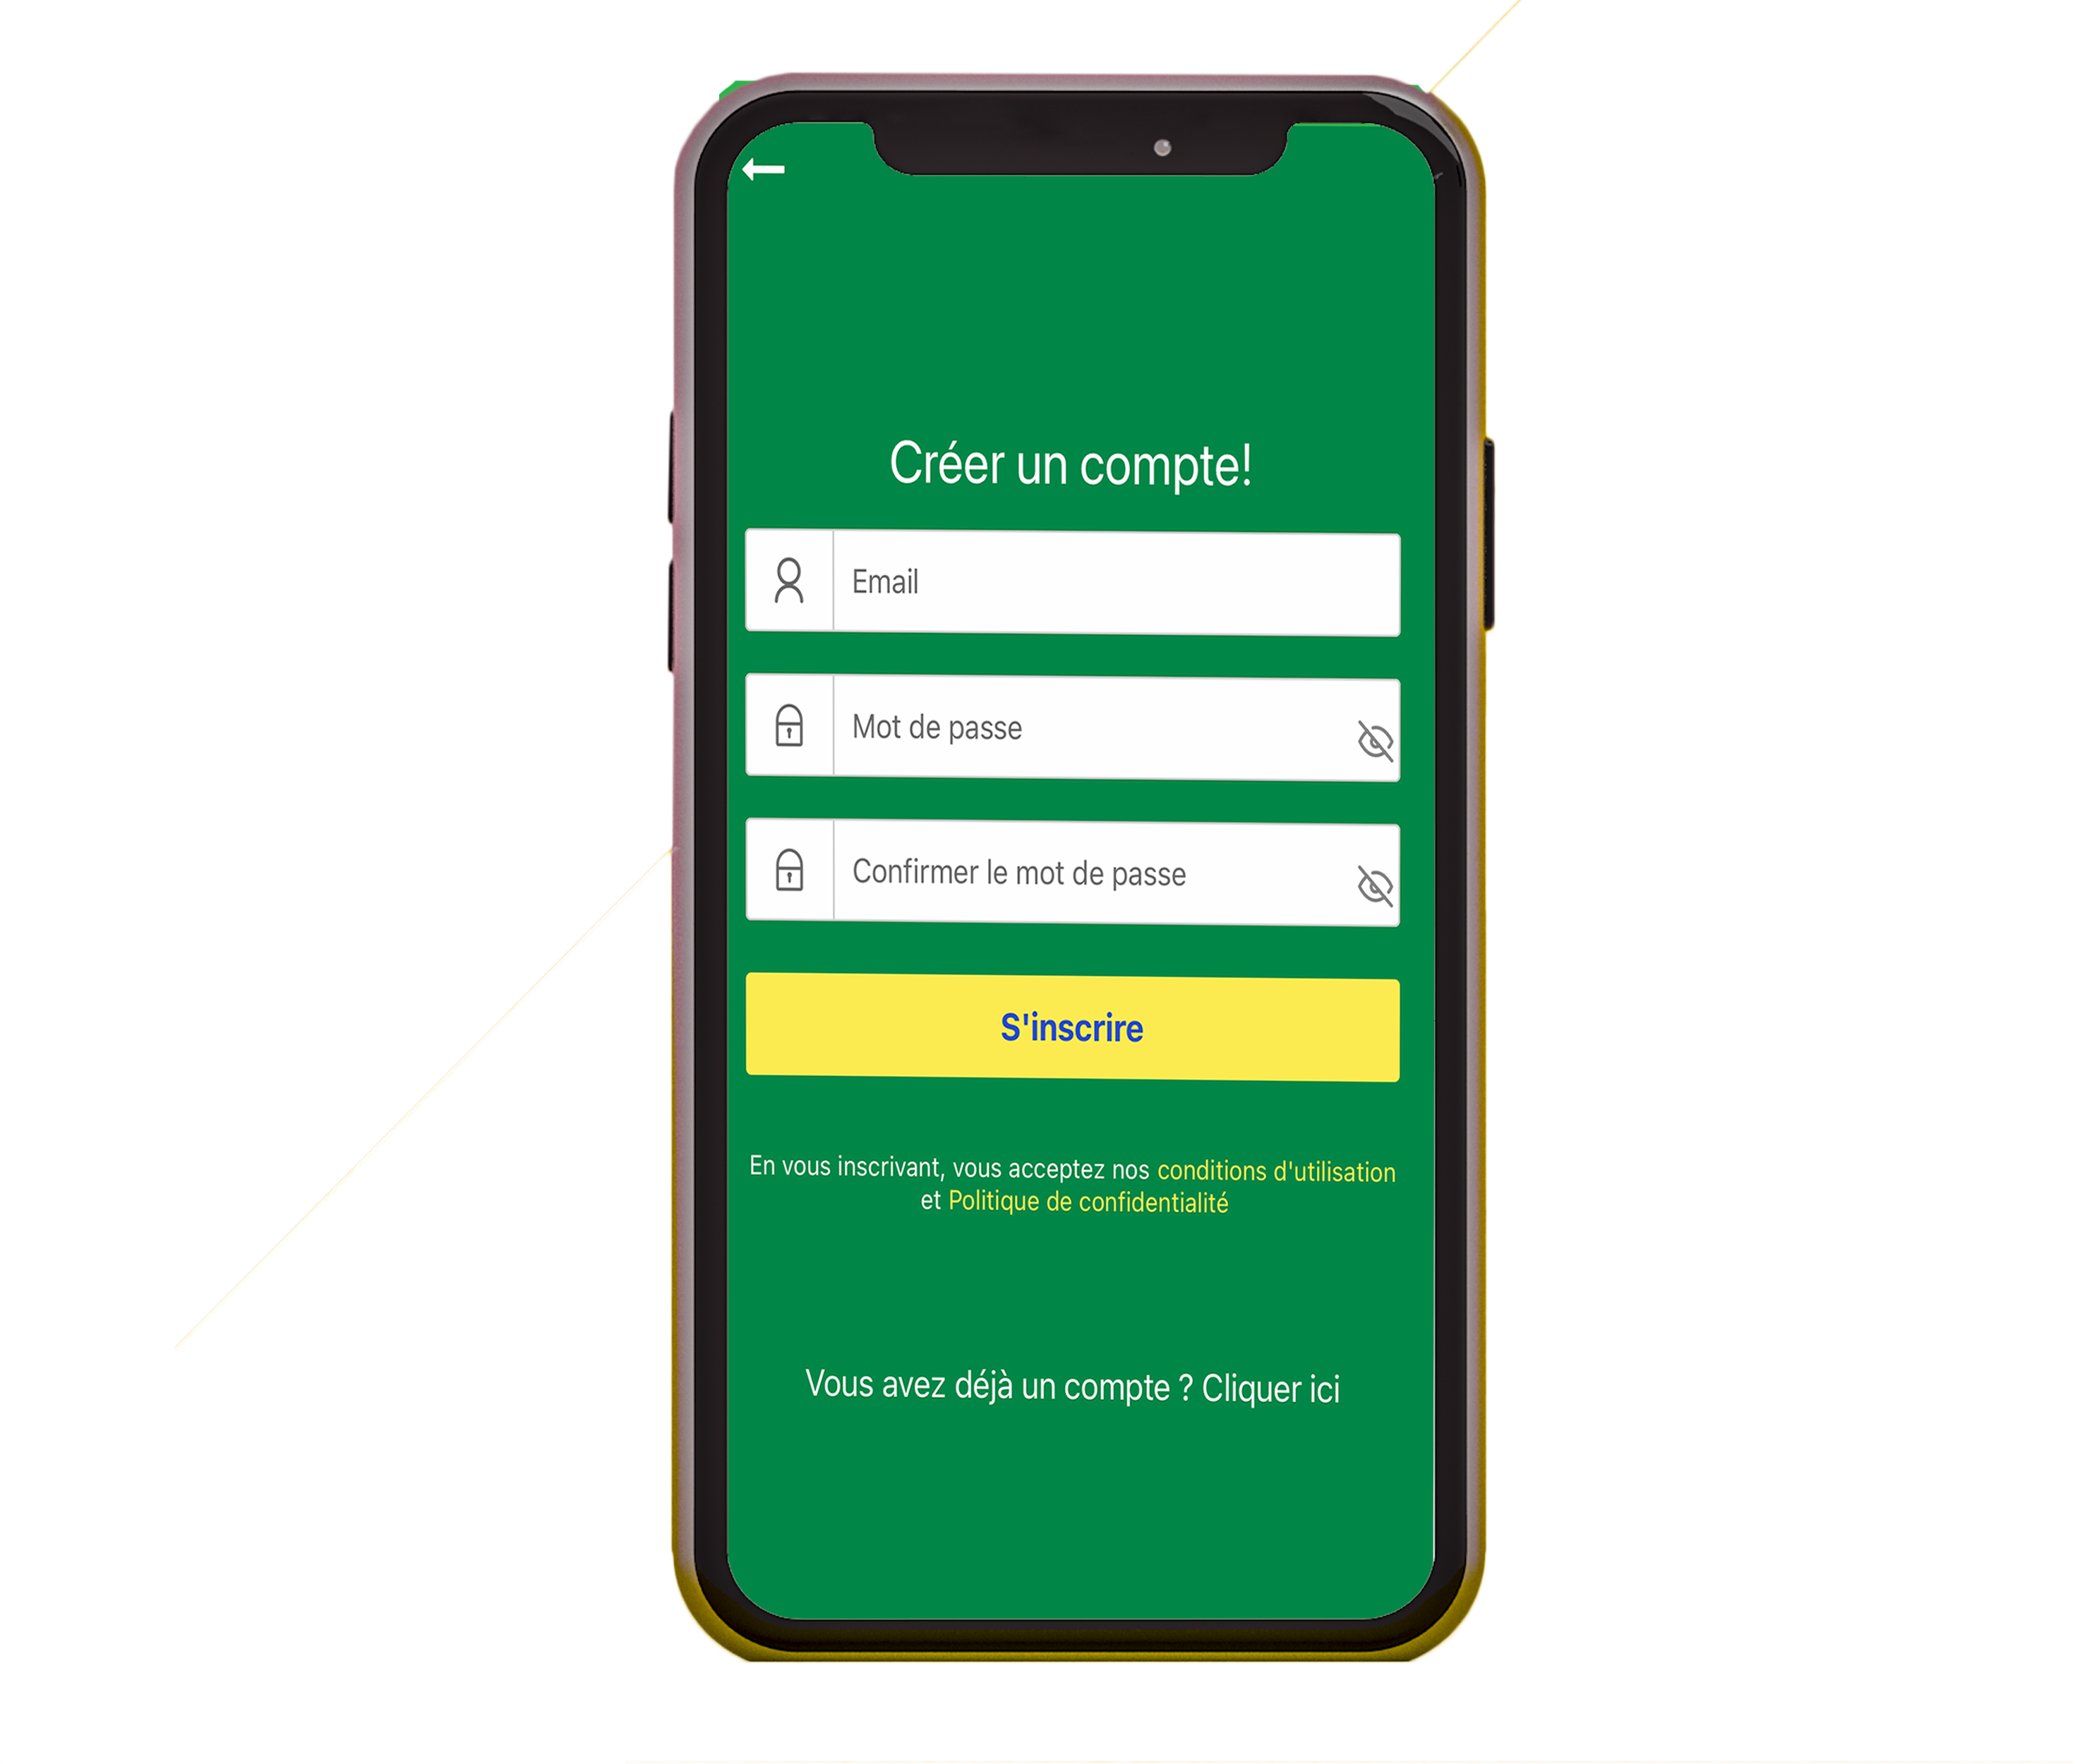 Créer un compte!
Email
Mot de passe
Confirmer le mot de passe
S'inscrire
En vous inscrivant, vous acceptez nos conditions d'utilisation
et Politique de confidentialité
Vous avez déjà un compte ? Cliquer ici